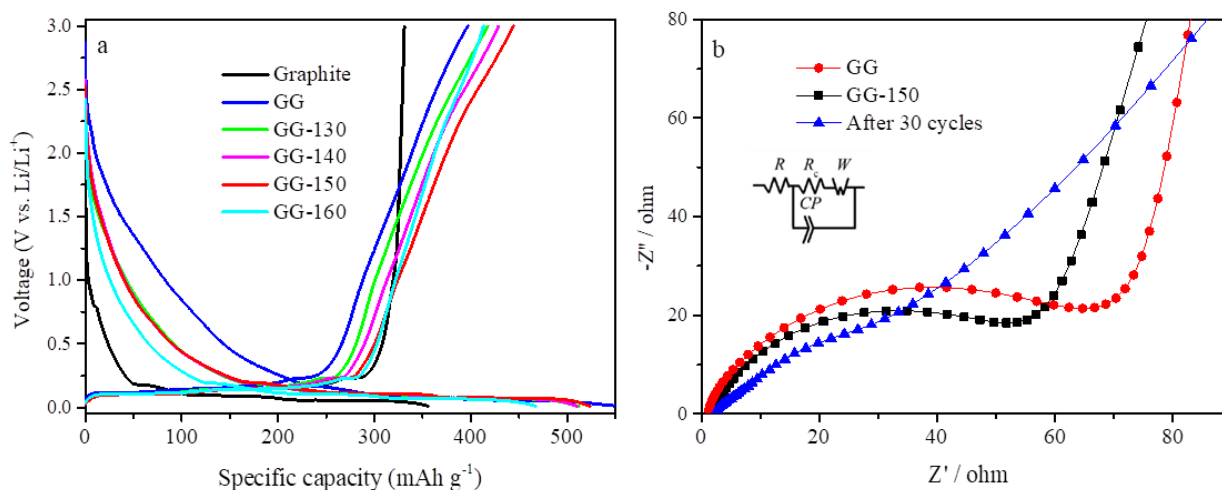 a
Graphite
GG
GG-130
GG-140
GG-150
GG-160
Voltage (V vs. Li/Li⁺)
3.0
2.5
2.0
1.5
1.0
0.5
0.0
0 100 200 300 400 500
Specific capacity (mAh g⁻¹)
b
GG
GG-150
After 30 cycles
R Rc W
CP
-Z'' / ohm
80
60
40
20
0
0 20 40 60 80
Z' / ohm